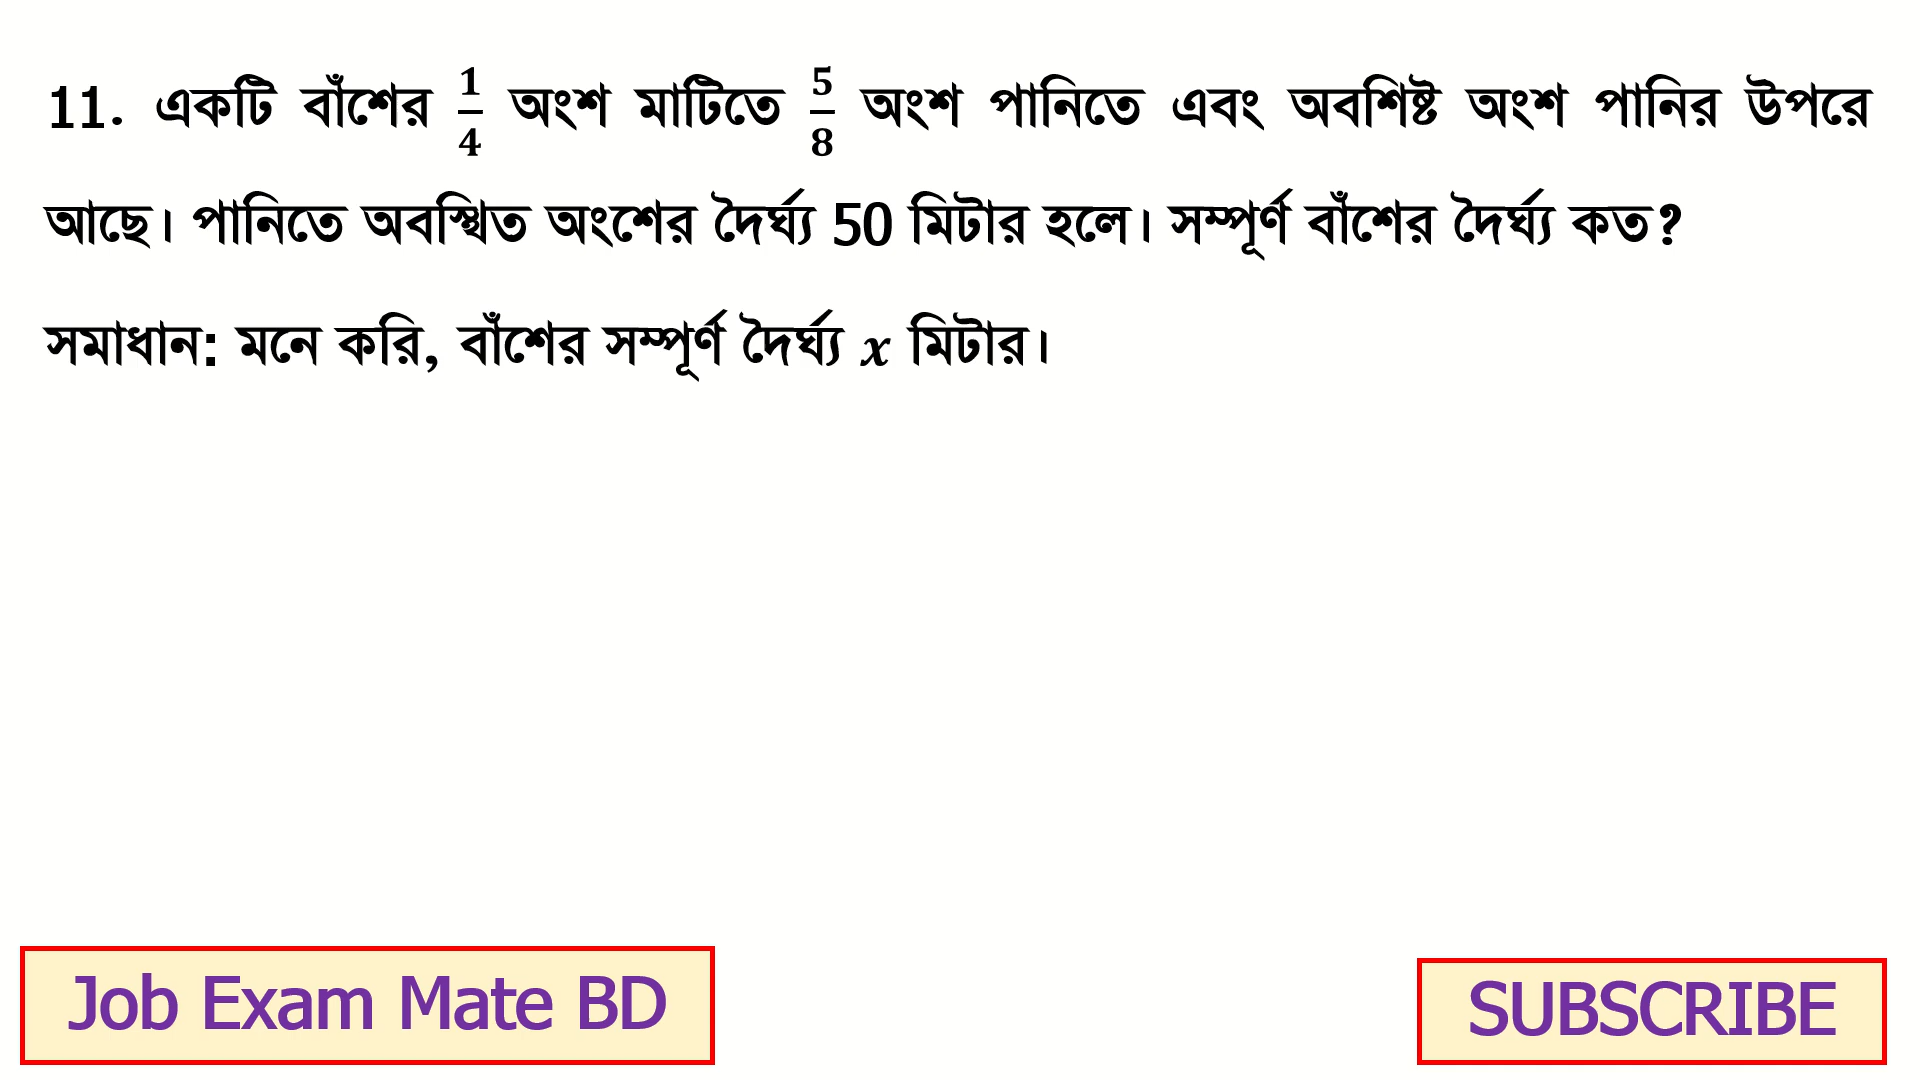 11. একটি বাঁশের 1/4 অংশ মাটিতে 5/8 অংশ পানিতে এবং অবশিষ্ট অংশ পানির উপরে
আছে। পানিতে অবস্থিত অংশের দৈর্ঘ্য 50 মিটার হলে। সম্পূর্ণ বাঁশের দৈর্ঘ্য কত?
সমাধান: মনে করি, বাঁশের সম্পূর্ণ দৈর্ঘ্য x মিটার।
Job Exam Mate BD
SUBSCRIBE